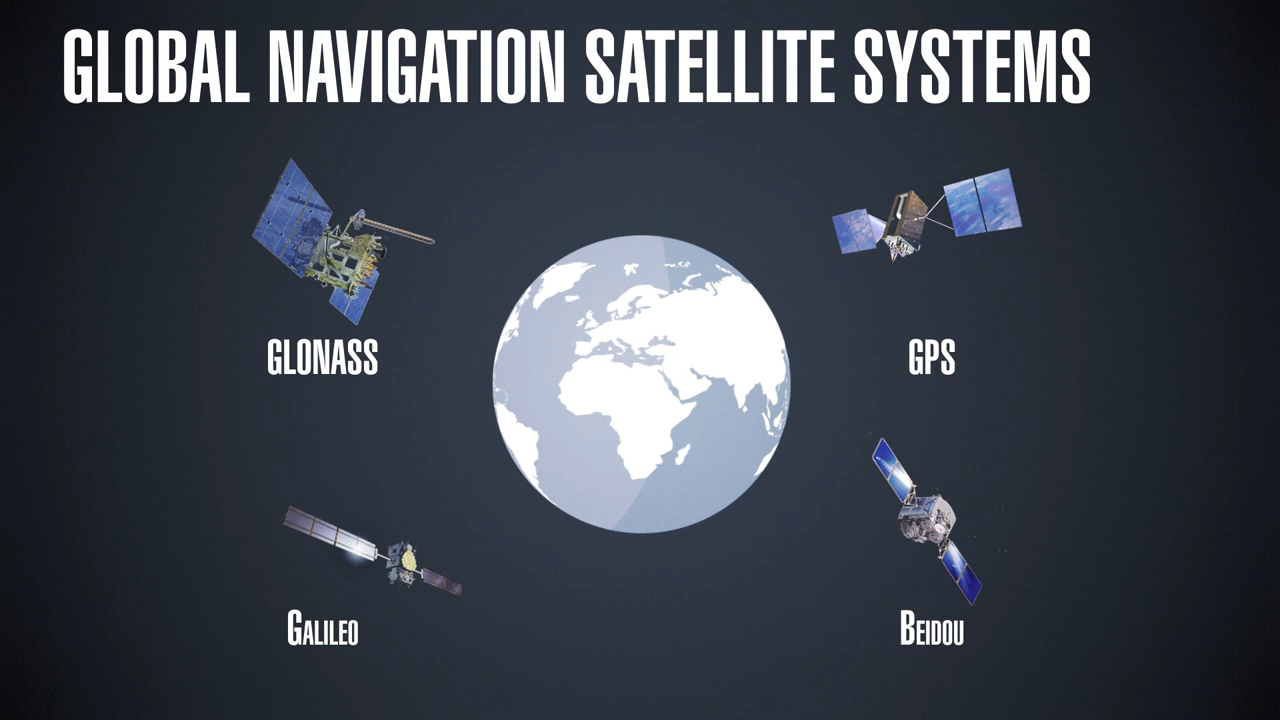 GLOBAL NAVIGATION SATELLITE SYSTEMS
GLONASS
GPS
GALILEO
BEIDOU